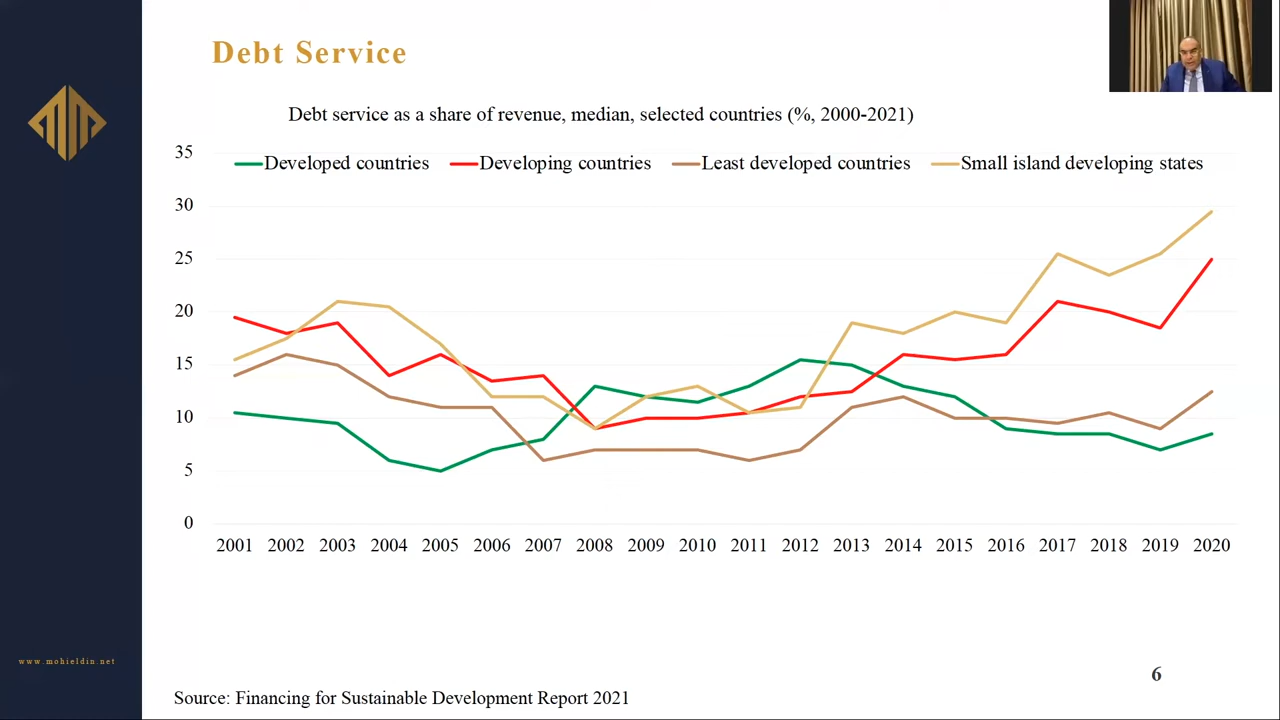 Debt Service
Debt service as a share of revenue, median, selected countries (%, 2000-2021)
Developed countries Developing countries Least developed countries Small island developing states
35
30
25
20
15
10
5
0
2001 2002 2003 2004 2005 2006 2007 2008 2009 2010 2011 2012 2013 2014 2015 2016 2017 2018 2019 2020
www.mohieldin.net
6
Source: Financing for Sustainable Development Report 2021